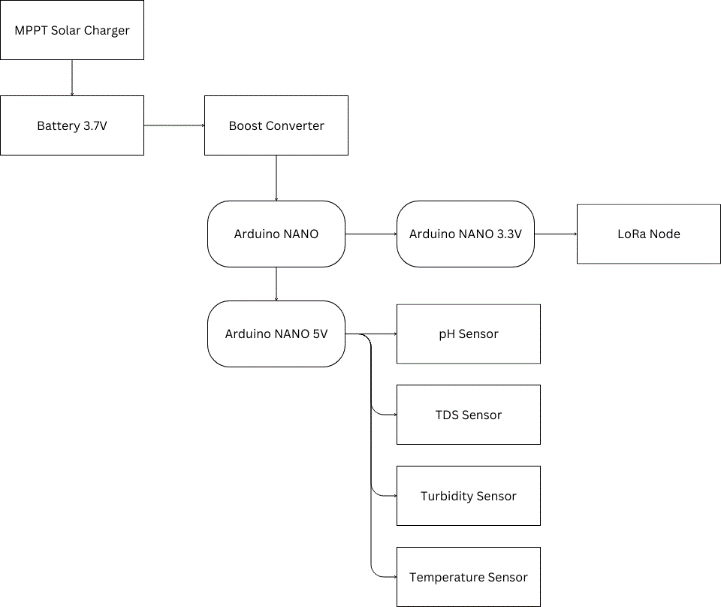 MPPT Solar Charger
Battery 3.7V
Boost Converter
Arduino NANO
Arduino NANO 3.3V
LoRa Node
Arduino NANO 5V
pH Sensor
TDS Sensor
Turbidity Sensor
Temperature Sensor